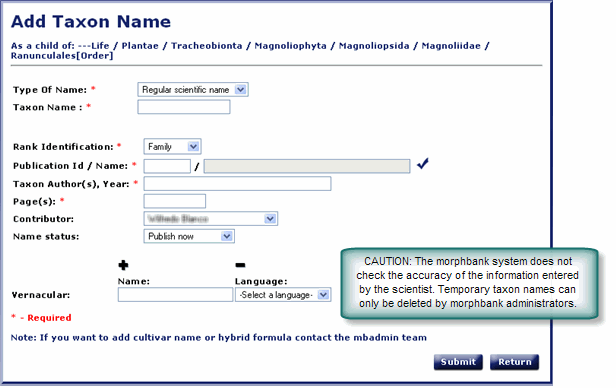 Add Taxon Name
As a child of: ---Life / Plantae / Tracheobionta / Magnoliophyta / Magnoliopsida / Magnoliidae /
Ranunculales[Order]
Type Of Name: * Regular scientific name
Taxon Name : *
Rank Identification: * Family
Publication Id / Name: * /
Taxon Author(s), Year: *
Page(s): *
Contributor:
Name status: Publish now
+ -
Name: Language:
Vernacular: -Select a language-
* - Required
Note: If you want to add cultivar name or hybrid formula contact the mbadmin team
CAUTION: The morphbank system does not
check the accuracy of the information entered
by the scientist. Temporary taxon names can
only be deleted by morphbank administrators.
Submit Return